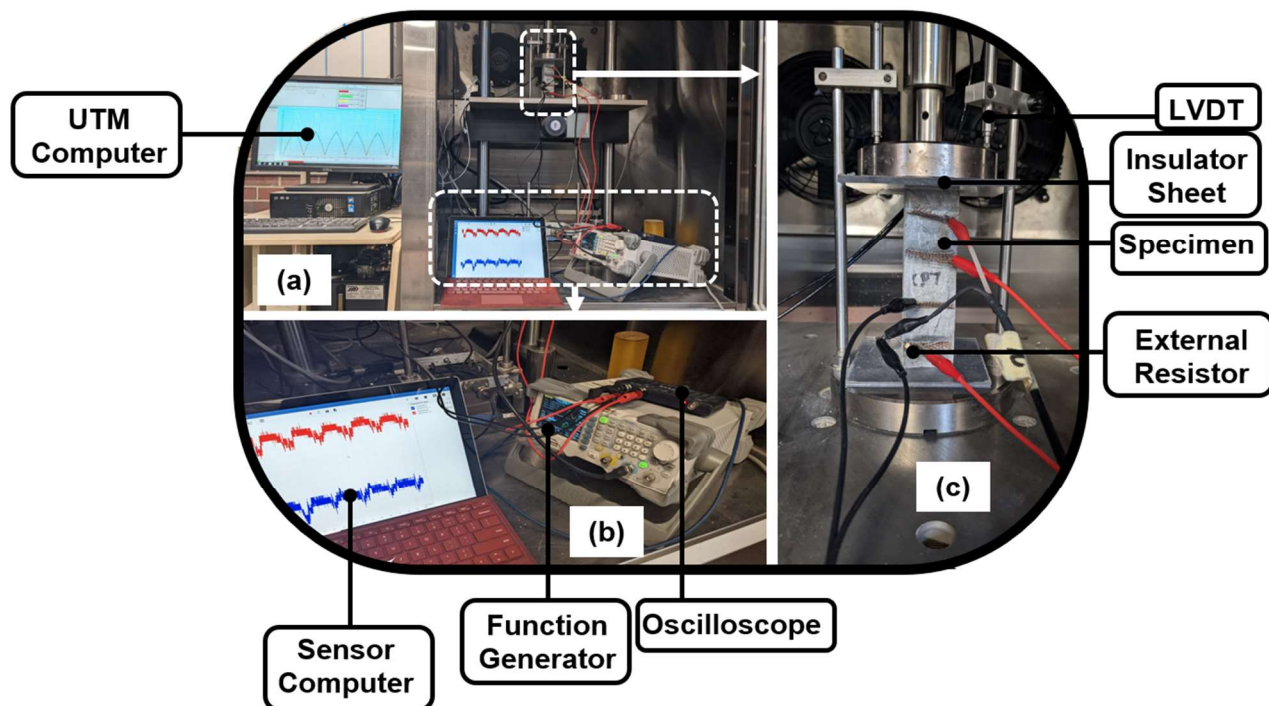 UTM
Computer
(a)
LVDT
Insulator
Sheet
Specimen
External
Resistor
(b)
(c)
Sensor
Computer
Function
Generator
Oscilloscope